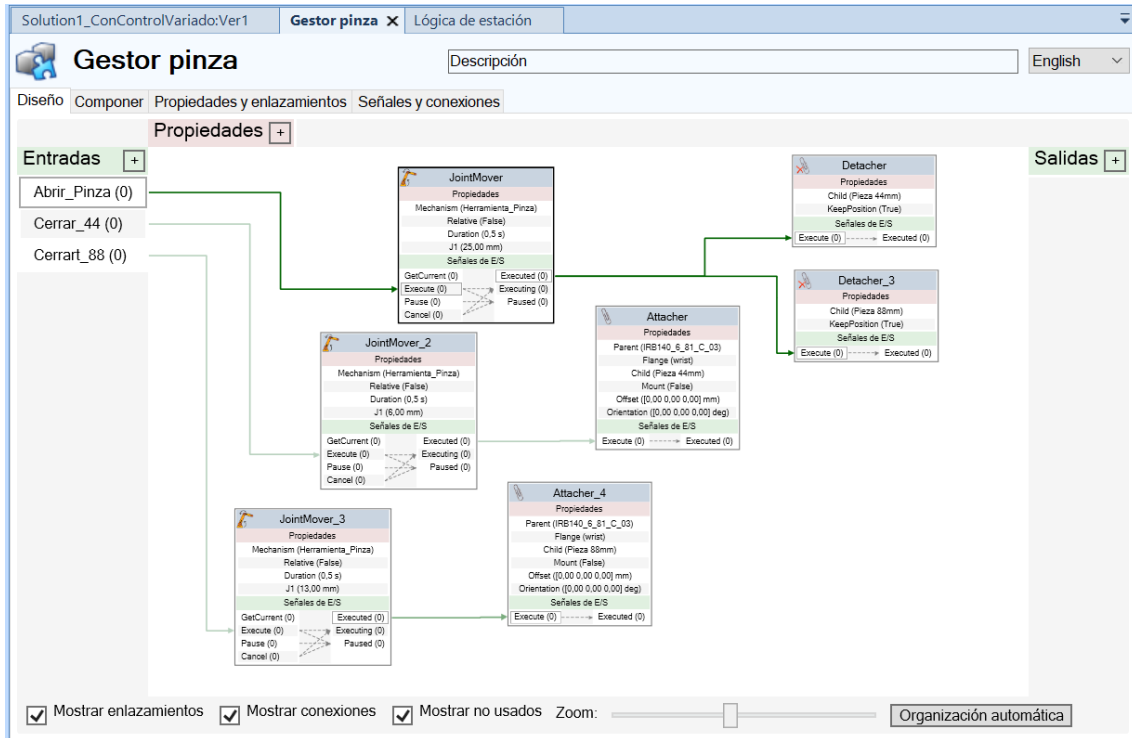 Solution1_ConControlVariado:Ver1
Gestor pinza X
Lógica de estación
Gestor pinza
Descripción
English
Diseño
Componer
Propiedades y enlazamientos
Señales y conexiones
Propiedades +
Entradas +
Salidas +
Abrir_Pinza (0)
Cerrar_44 (0)
Cerrart_88 (0)
JointMover
Propiedades
Mechanism (Herramienta_Pinza)
Relative (False)
Duration (0,5 s)
J1 (25,00 mm)
Señales de E/S
GetCurrent (0) Executed (0)
Execute (0) Executing (0)
Pause (0) Paused (0)
Cancel (0)
Detacher
Propiedades
Child (Pieza 44mm)
KeepPosition (True)
Señales de E/S
Execute (0) Executed (0)
Detacher_3
Propiedades
Child (Pieza 88mm)
KeepPosition (True)
Señales de E/S
Execute (0) Executed (0)
JointMover_2
Propiedades
Mechanism (Herramienta_Pinza)
Relative (False)
Duration (0,5 s)
J1 (6,00 mm)
Señales de E/S
GetCurrent (0) Executed (0)
Execute (0) Executing (0)
Pause (0) Paused (0)
Cancel (0)
Attacher
Propiedades
Parent (IRB140_6_81_C_03)
Flange (wrist)
Child (Pieza 44mm)
Mount (False)
Offset ([0,00 0,00 0,00] mm)
Orientation ([0,00 0,00 0,00] deg)
Señales de E/S
Execute (0) Executed (0)
JointMover_3
Propiedades
Mechanism (Herramienta_Pinza)
Relative (False)
Duration (0,5 s)
J1 (13,00 mm)
Señales de E/S
GetCurrent (0) Executed (0)
Execute (0) Executing (0)
Pause (0) Paused (0)
Cancel (0)
Attacher_4
Propiedades
Parent (IRB140_6_81_C_03)
Flange (wrist)
Child (Pieza 88mm)
Mount (False)
Offset ([0,00 0,00 0,00] mm)
Orientation ([0,00 0,00 0,00] deg)
Señales de E/S
Execute (0) Executed (0)
Mostrar enlazamientos
Mostrar conexiones
Mostrar no usados
Zoom:
Organización automática